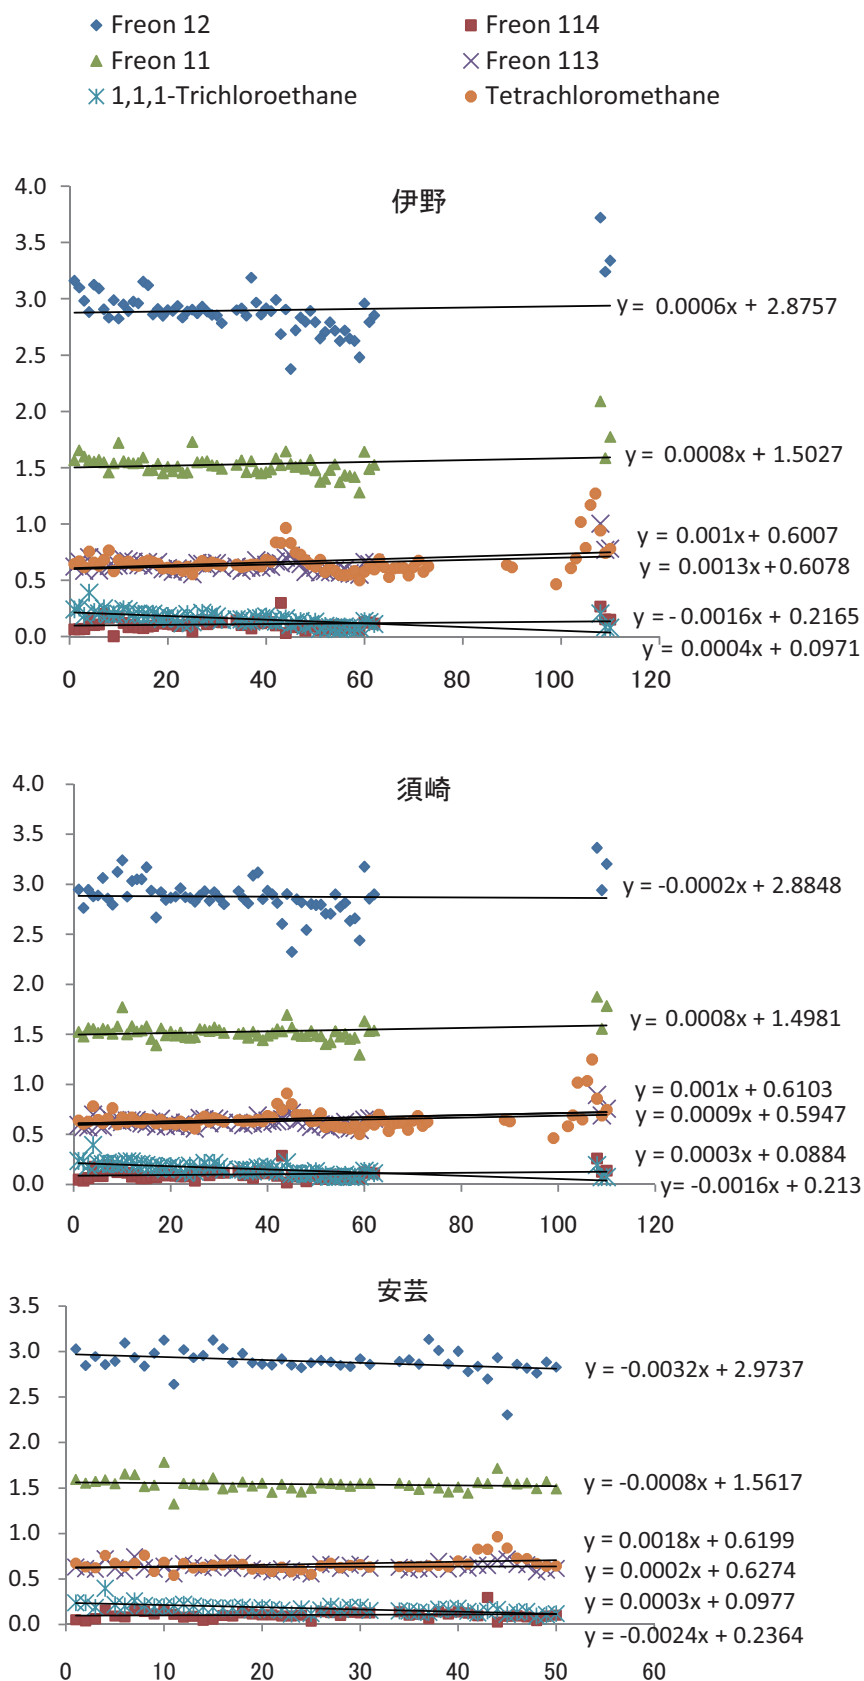 Freon 12
Freon 114
Freon 11
Freon 113
1,1,1-Trichloroethane
Tetrachloromethane
伊野
4.0
3.5
3.0
2.5
2.0
1.5
1.0
0.5
0.0
y = 0.0006x + 2.8757
y = 0.0008x + 1.5027
y = 0.001x + 0.6007
y = 0.0013x + 0.6078
y = - 0.0016x + 0.2165
y = 0.0004x + 0.0971
0 20 40 60 80 100 120
須崎
4.0
3.5
3.0
2.5
2.0
1.5
1.0
0.5
0.0
y = -0.0002x + 2.8848
y = 0.0008x + 1.4981
y = 0.001x + 0.6103
y = 0.0009x + 0.5947
y = 0.0003x + 0.0884
y= -0.0016x + 0.213
0 20 40 60 80 100 120
安芸
3.5
3.0
2.5
2.0
1.5
1.0
0.5
0.0
y = -0.0032x + 2.9737
y = -0.0008x + 1.5617
y = 0.0018x + 0.6199
y = 0.0002x + 0.6274
y = 0.0003x + 0.0977
y = -0.0024x + 0.2364
0 10 20 30 40 50 60